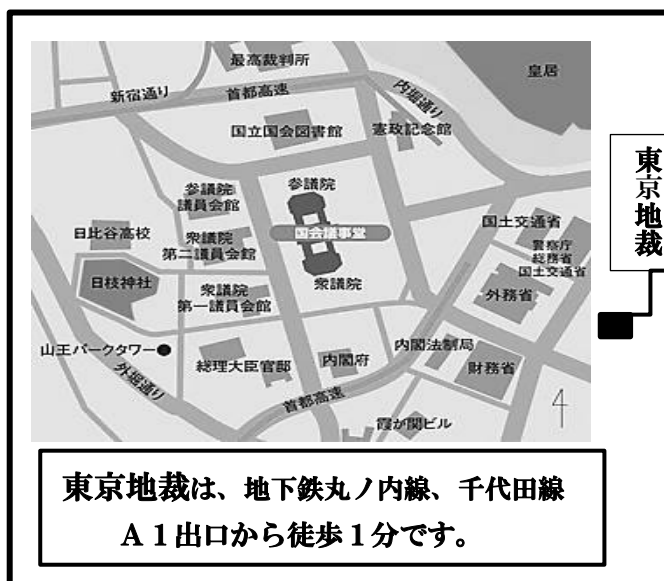 最高裁判所
皇居
新宿通り
首都高速
内堀通り
国立国会図書館
憲政記念館
参議院
議員会館
参議院
国会議事堂
衆議院
日比谷高校
衆議院
第二議員会館
国土交通省
警察庁
総務省
国土交通省
日枝神社
衆議院
第一議員会館
外務省
山王パークタワー
外堀通り
総理大臣官邸
内閣府
内閣法制局
財務省
首都高速
霞が関ビル
4
東京地裁
東京地裁は、地下鉄丸ノ内線、千代田線
A1出口から徒歩1分です。